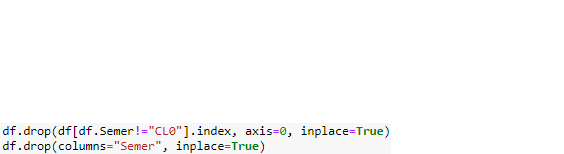 df.drop(df[df.Semer!="CL0"].index, axis=0, inplace=True)
df.drop(columns="Semer", inplace=True)